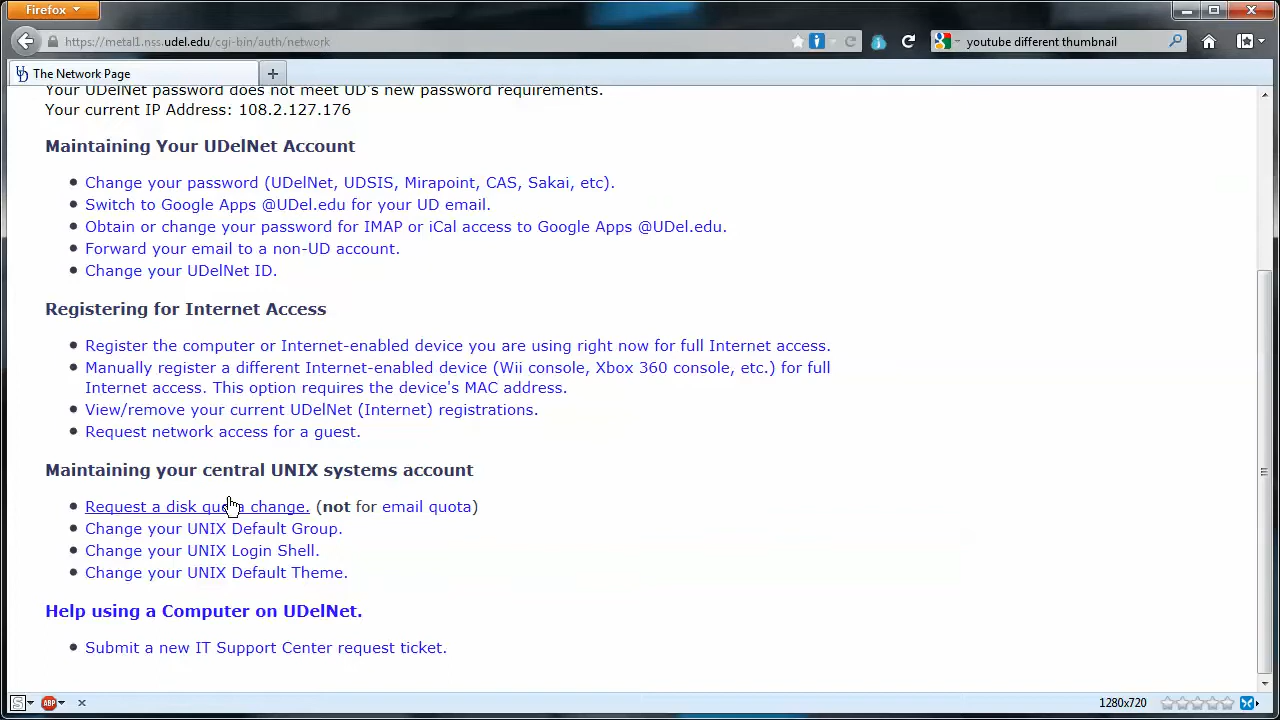 Firefox
https://metal1.nss.udel.edu/cgi-bin/auth/network
youtube different thumbnail
UD The Network Page
Your UDelNet password does not meet UD's new password requirements.
Your current IP Address: 108.2.127.176
Maintaining Your UDelNet Account
Change your password (UDelNet, UDSIS, Mirapoint, CAS, Sakai, etc).
Switch to Google Apps @UDel.edu for your UD email.
Obtain or change your password for IMAP or iCal access to Google Apps @UDel.edu.
Forward your email to a non-UD account.
Change your UDelNet ID.
Registering for Internet Access
Register the computer or Internet-enabled device you are using right now for full Internet access.
Manually register a different Internet-enabled device (Wii console, Xbox 360 console, etc.) for full
Internet access. This option requires the device's MAC address.
View/remove your current UDelNet (Internet) registrations.
Request network access for a guest.
Maintaining your central UNIX systems account
Request a disk quota change. (not for email quota)
Change your UNIX Default Group.
Change your UNIX Login Shell.
Change your UNIX Default Theme.
Help using a Computer on UDelNet.
Submit a new IT Support Center request ticket.
S ABP 1280x720